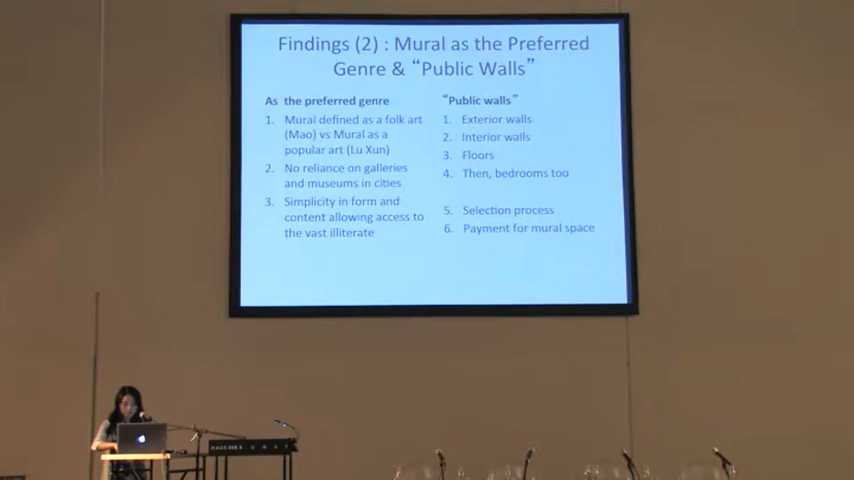 Findings (2) : Mural as the Preferred
Genre & “Public Walls”
As the preferred genre
1. Mural defined as a folk art
(Mao) vs Mural as a
popular art (Lu Xun)
2. No reliance on galleries
and museums in cities
3. Simplicity in form and
content allowing access to
the vast illiterate
“Public walls”
1. Exterior walls
2. Interior walls
3. Floors
4. Then, bedrooms too
5. Selection process
6. Payment for mural space